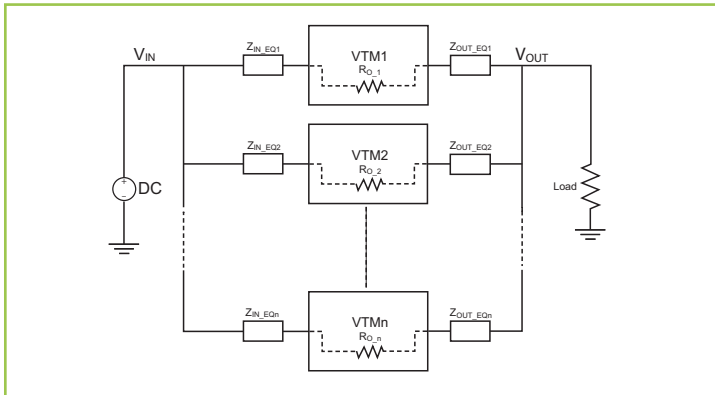 V_IN
Z_IN_EQ1
VTM1
R_O_1
Z_OUT_EQ1
V_OUT
Z_IN_EQ2
VTM2
R_O_2
Z_OUT_EQ2
+
−
DC
Load
Z_IN_EQn
VTMn
R_O_n
Z_OUT_EQn